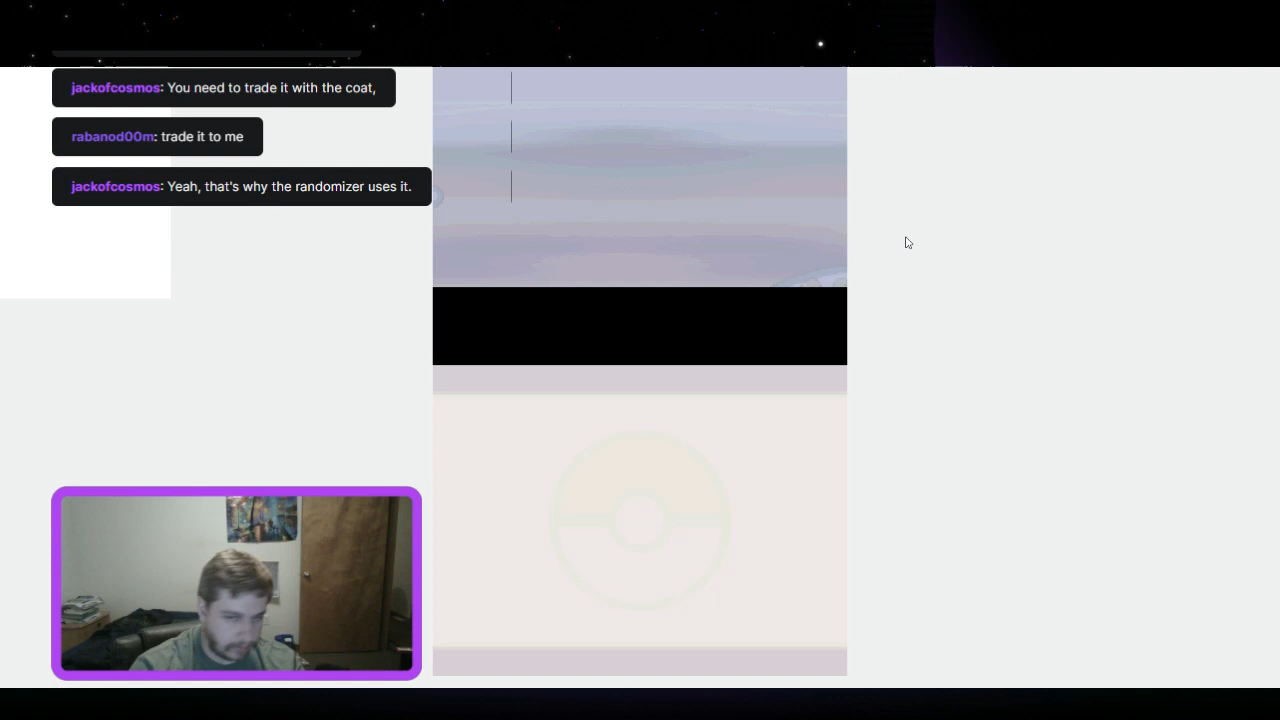 jackofcosmos: You need to trade it with the coat,
rabanod00m: trade it to me
jackofcosmos: Yeah, that's why the randomizer uses it.